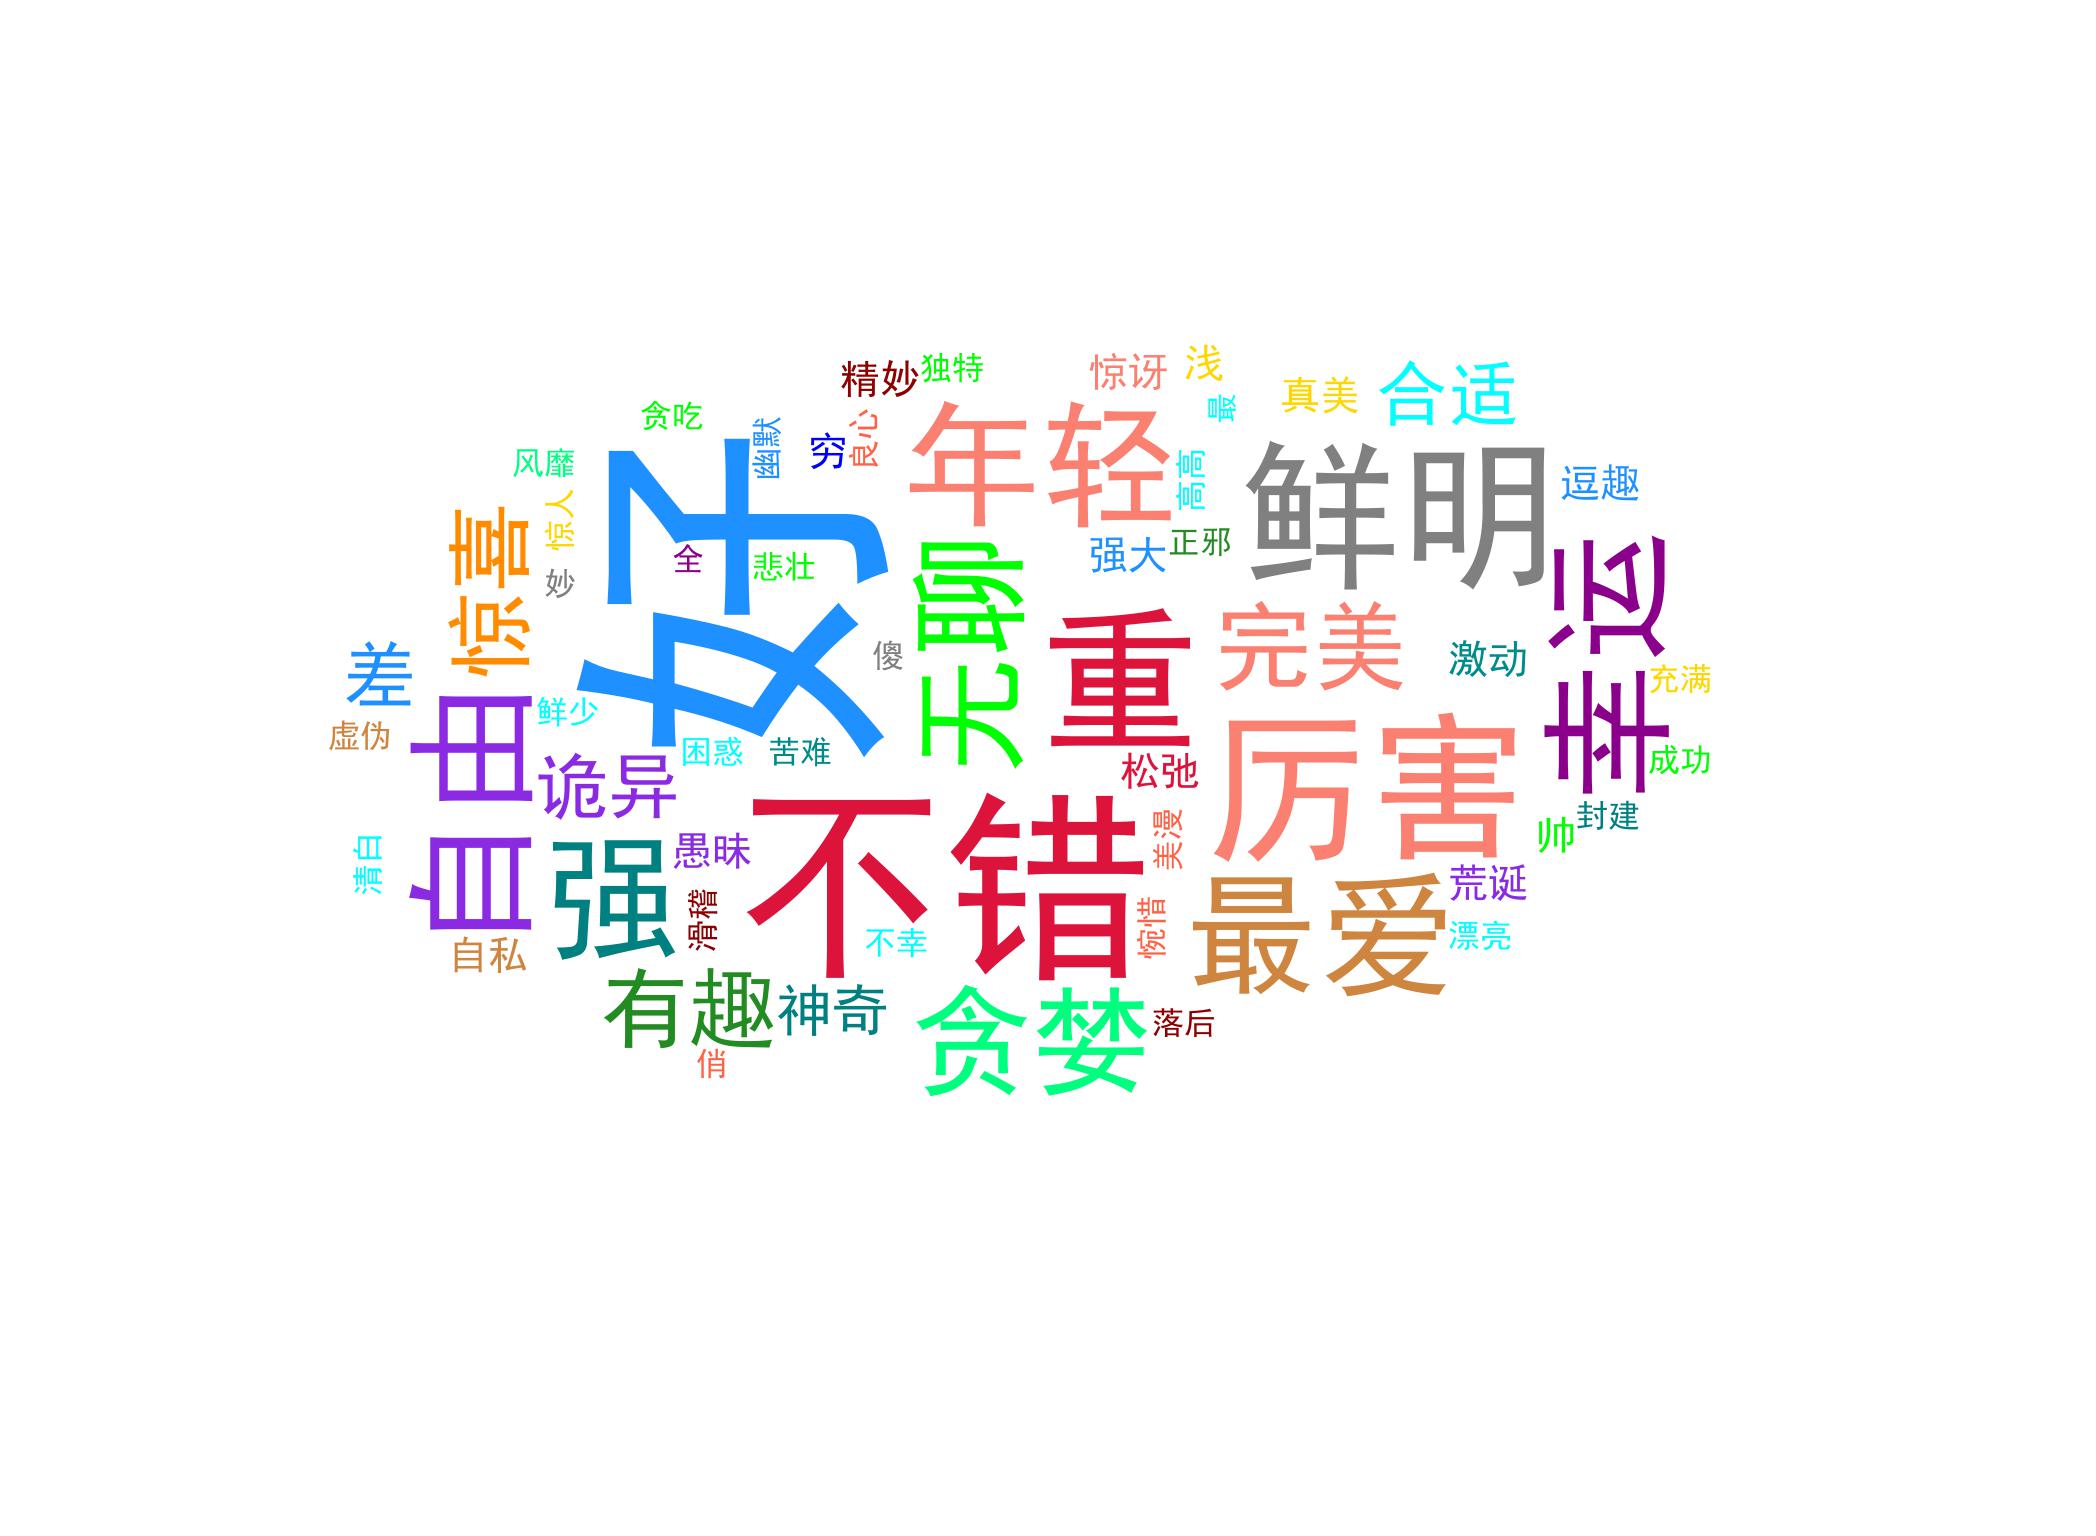 精妙
独特
惊讶
浅
真美
合适
最
贪吃
幽默
穷
良心
年轻
风靡
好
高高
鲜明
逗趣
惊人
惊喜
妙
全
悲壮
强大
正邪
无聊
幸运
傻
重
完美
激动
充满
差
鲜少
虚伪
自由
困惑
苦难
诡异
松弛
厉害
成功
封建
帅
清白
强
愚昧
不错
美漫
荒诞
滑稽
不幸
惋惜
最爱
漂亮
自私
有趣
神奇
贪婪
落后
俏